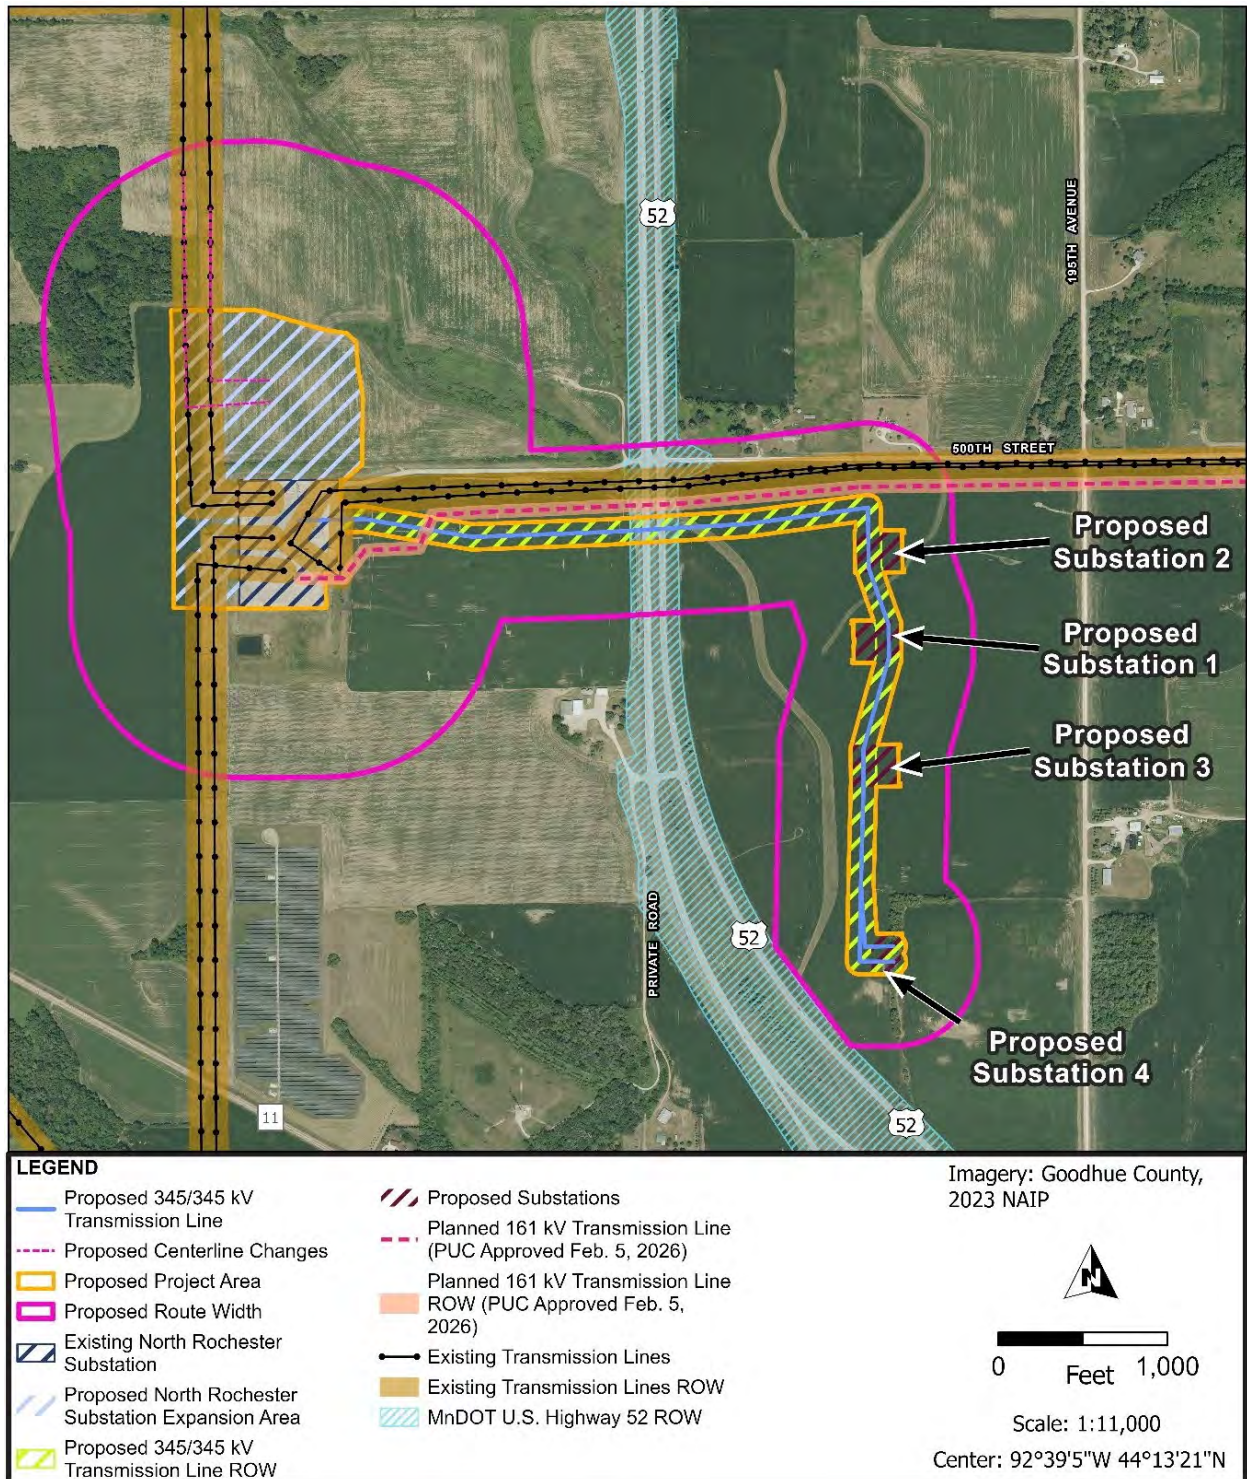 52
195TH AVENUE
500TH STREET
Proposed
Substation 2
Proposed
Substation 1
Proposed
Substation 3
PRIVATE ROAD
52
Proposed
Substation 4
11
52
LEGEND
Proposed 345/345 kV
Transmission Line
Proposed Centerline Changes
Proposed Project Area
Proposed Route Width
Existing North Rochester
Substation
Proposed North Rochester
Substation Expansion Area
Proposed 345/345 kV
Transmission Line ROW
Proposed Substations
Planned 161 kV Transmission Line
(PUC Approved Feb. 5, 2026)
Planned 161 kV Transmission Line
ROW (PUC Approved Feb. 5,
2026)
Existing Transmission Lines
Existing Transmission Lines ROW
MnDOT U.S. Highway 52 ROW
Imagery: Goodhue County,
2023 NAIP
N
0 Feet 1,000
Scale: 1:11,000
Center: 92°39'5"W 44°13'21"N